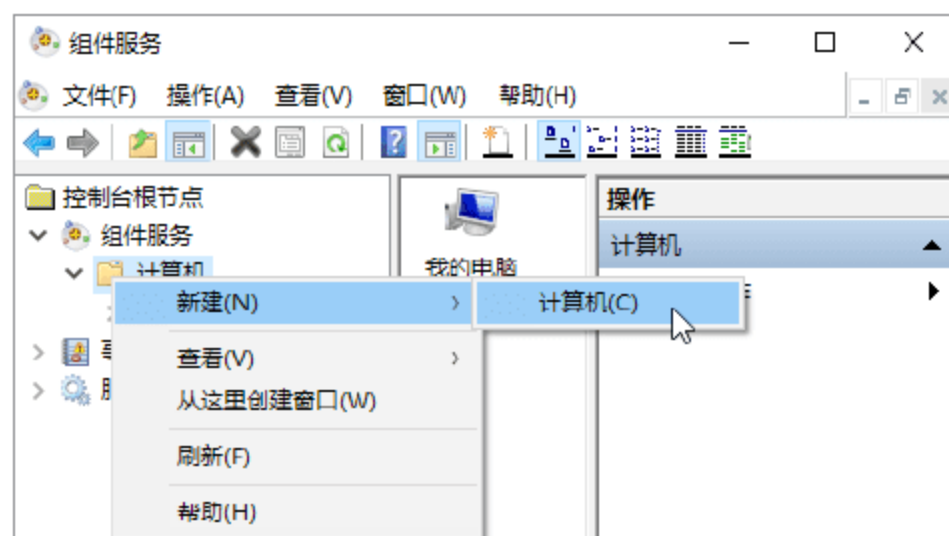 组件服务
文件(F) 操作(A) 查看(V) 窗口(W) 帮助(H)
控制台根节点
组件服务
计算机
我的电脑
操作
计算机
新建(N)
计算机(C)
查看(V)
从这里创建窗口(W)
刷新(F)
帮助(H)